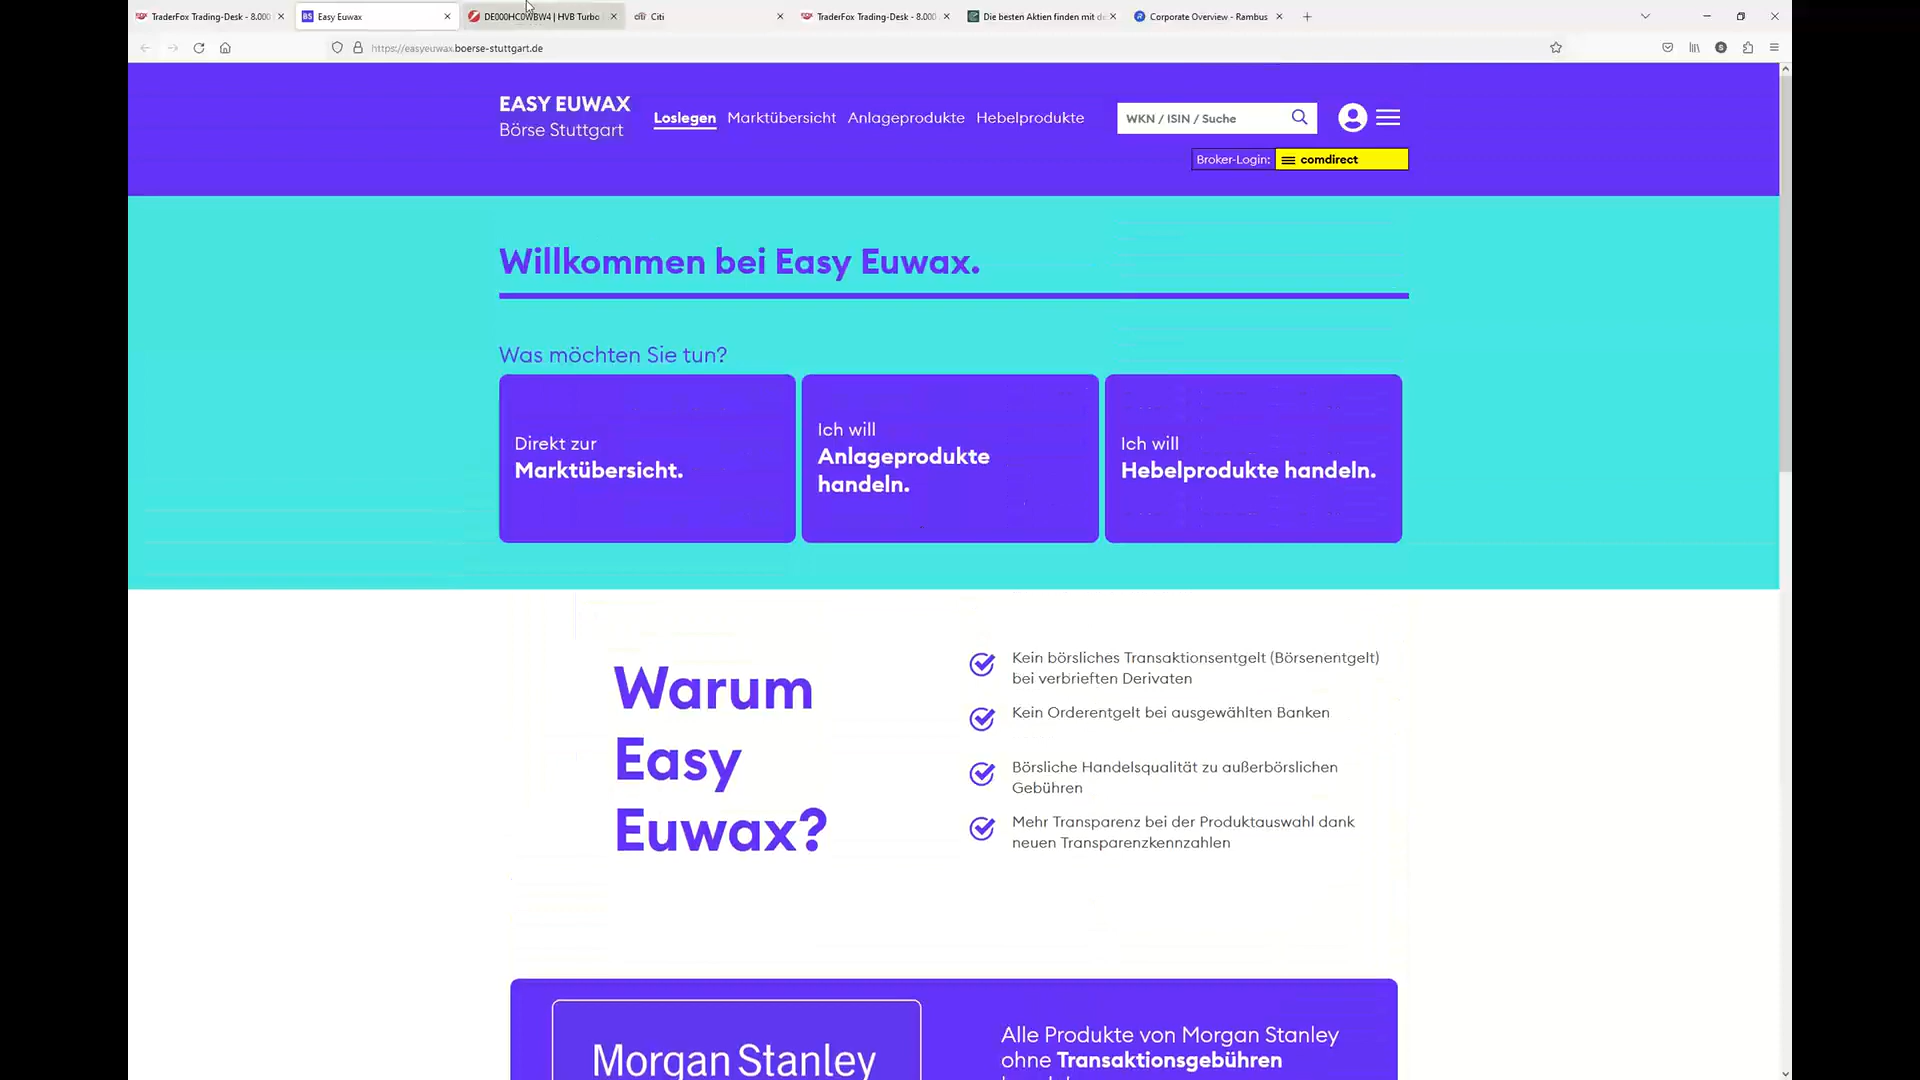 TraderFox Trading-Desk - 8.000
Easy Euwax
DE000HC0WBW4 | HVB Turbo
Citi
TraderFox Trading-Desk - 8.000
Die besten Aktien finden mit d
Corporate Overview - Rambus
https://easyeuwax.boerse-stuttgart.de
EASY EUWAX
Börse Stuttgart
Loslegen
Marktübersicht
Anlageprodukte
Hebelprodukte
WKN / ISIN / Suche
Broker-Login:
comdirect
Willkommen bei Easy Euwax.
Was möchten Sie tun?
Direkt zur
Marktübersicht.
Ich will
Anlageprodukte
handeln.
Ich will
Hebelprodukte handeln.
Warum
Easy
Euwax?
Kein börsliches Transaktionsentgelt (Börsenentgelt)
bei verbrieften Derivaten
Kein Orderentgelt bei ausgewählten Banken
Börsliche Handelsqualität zu außerbörslichen
Gebühren
Mehr Transparenz bei der Produktauswahl dank
neuen Transparenzkennzahlen
Morgan Stanley
Alle Produkte von Morgan Stanley
ohne Transaktionsgebühren